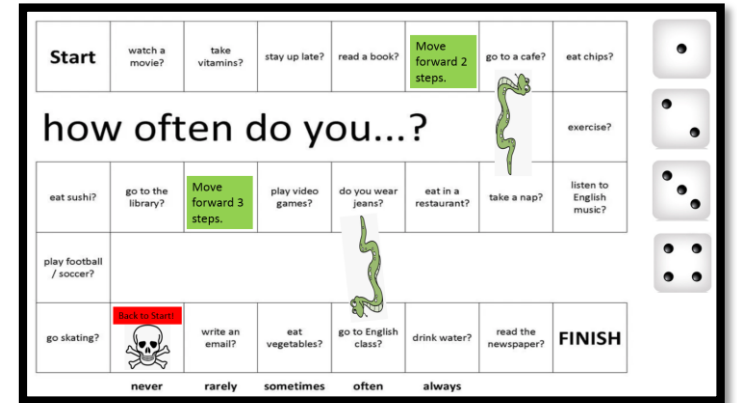 Start
watch a
movie?
take
vitamins?
stay up late?
read a book?
Move
forward 2
steps.
go to a cafe?
eat chips?
how often do you...?
exercise?
eat sushi?
go to the
library?
Move
forward 3
steps.
play video
games?
do you wear
jeans?
eat in a
restaurant?
take a nap?
listen to
English
music?
play football
/ soccer?
go skating?
Back to Start!
write an
email?
eat
vegetables?
go to English
class?
drink water?
read the
newspaper?
FINISH
never rarely sometimes often always